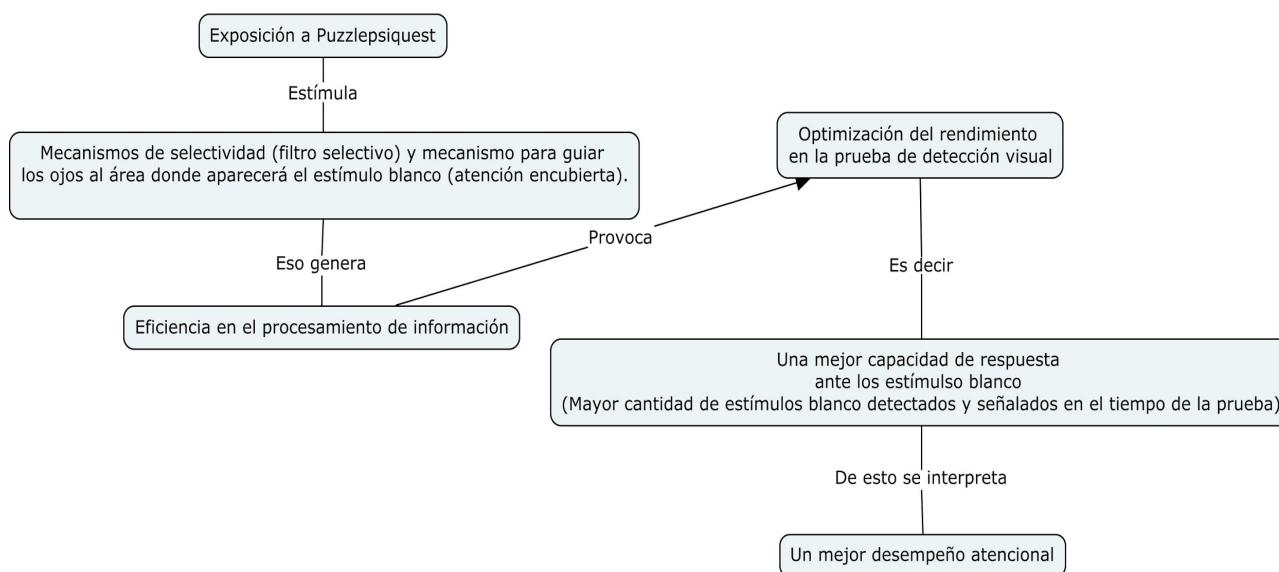 Exposición a Puzzlepsiquest
Estímula
Mecanismos de selectividad (filtro selectivo) y mecanismo para guiar
los ojos al área donde aparecerá el estímulo blanco (atención encubierta).
Eso genera
Eficiencia en el procesamiento de información
Provoca
Optimización del rendimiento
en la prueba de detección visual
Es decir
Una mejor capacidad de respuesta
ante los estímulso blanco
(Mayor cantidad de estímulos blanco detectados y señalados en el tiempo de la prueba)
De esto se interpreta
Un mejor desempeño atencional